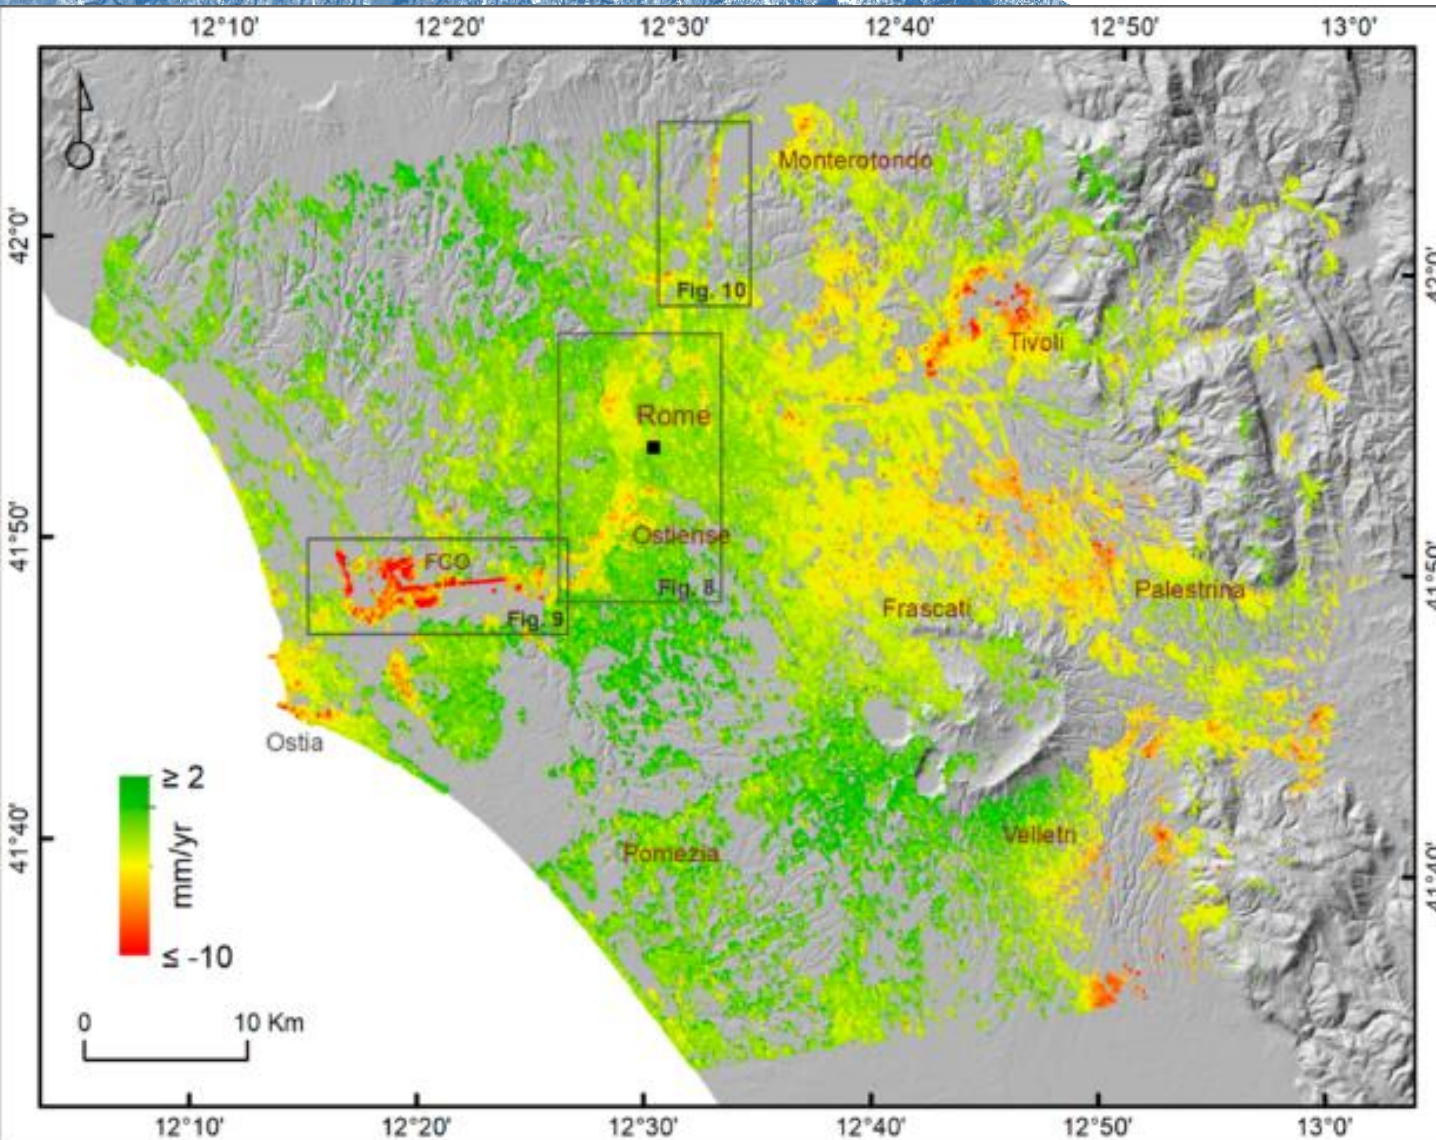 12°10' 12°20' 12°30' 12°40' 12°50' 13°0'
Monterotondo
42°0'
42°0'
Fig. 10
Tivoli
Rome
41°50'
Ostiense
FCO
41°50'
Fig. 8
Palestrina
Frascati
Fig. 9
Ostia
≥ 2
mm/yr
≤ -10
Velletri
41°40'
Pomezia
41°40'
0 10 Km
12°10' 12°20' 12°30' 12°40' 12°50' 13°0'